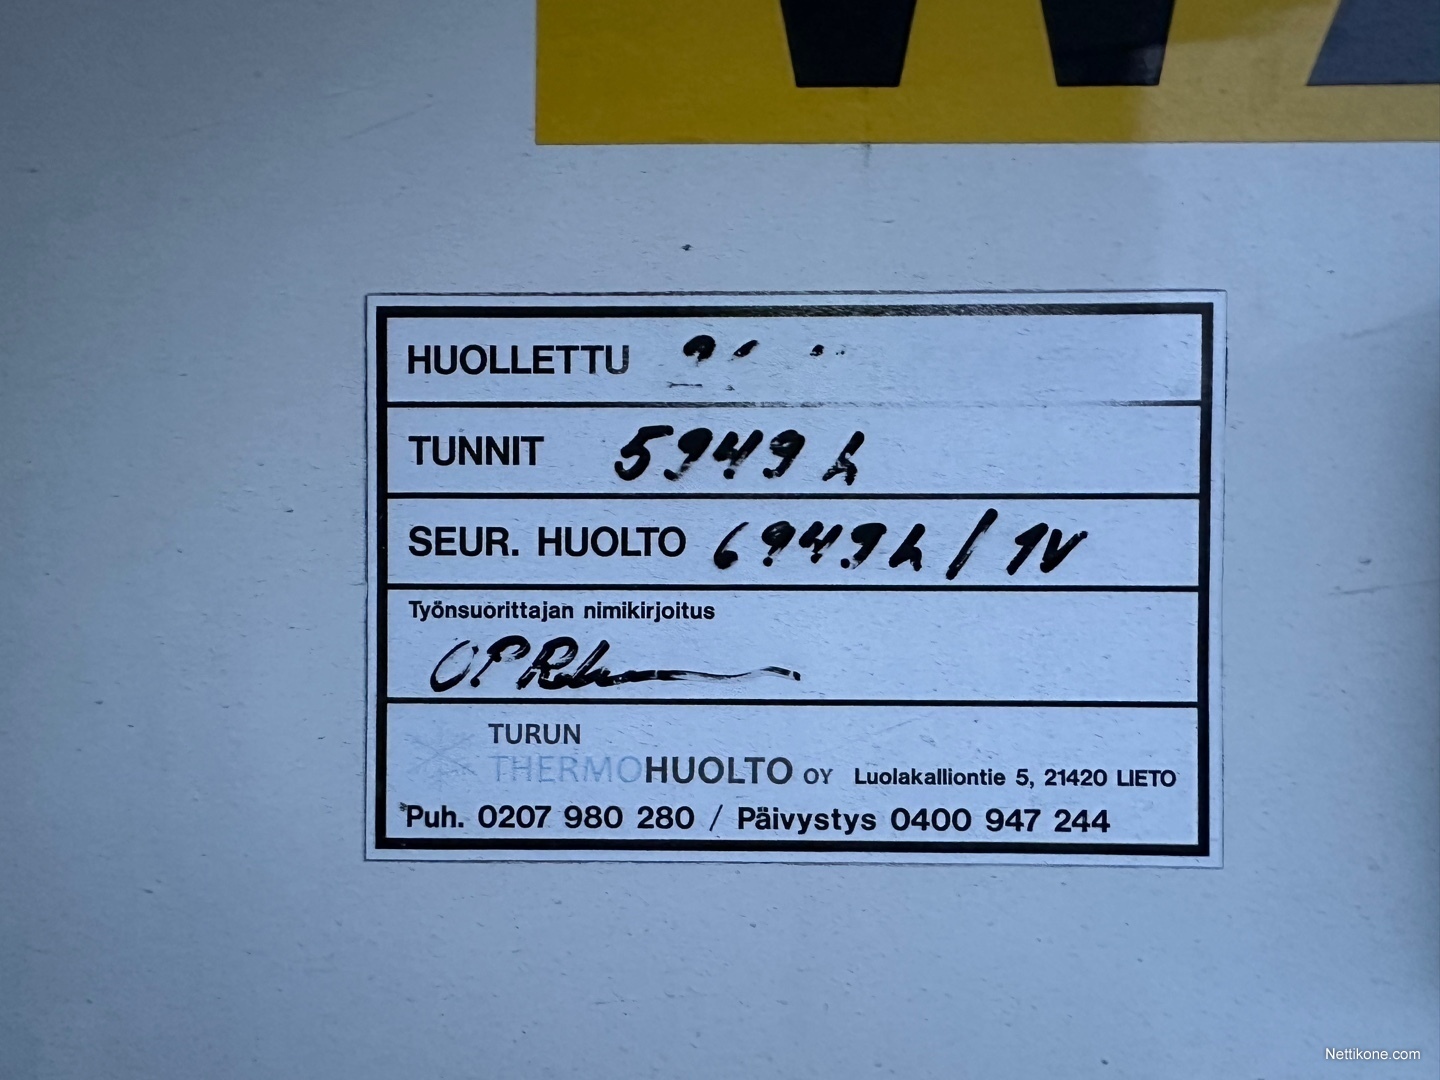 HUOLLETTU
TUNNIT 5949 h
SEUR. HUOLTO 6949 h / 1V
Työnsuorittajan nimikirjoitus
TURUN
THERMOHUOLTO OY Luolakalliontie 5, 21420 LIETO
Puh. 0207 980 280 / Päivystys 0400 947 244
Nettikone.com